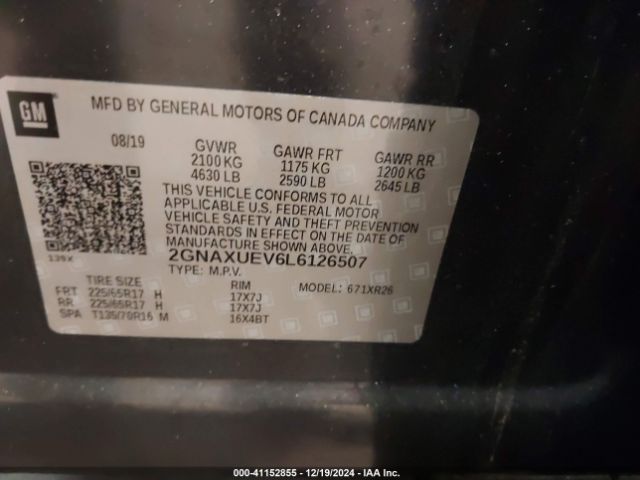 GM
MFD BY GENERAL MOTORS OF CANADA COMPANY
08/19 GVWR GAWR FRT GAWR RR
2100 KG 1175 KG 1200 KG
4630 LB 2590 LB 2645 LB
THIS VEHICLE CONFORMS TO ALL
APPLICABLE U.S. FEDERAL MOTOR
VEHICLE SAFETY AND THEFT PREVENTION
STANDARDS IN EFFECT ON THE DATE OF
MANUFACTURE SHOWN ABOVE.
139X 2GNAXUEV6L6126507
TYPE: M.P.V. MODEL: 671XR26
TIRE SIZE RIM
FRT 225/65R17 H 17X7J
RR 225/65R17 H 17X7J
SPA T135/70R16 M 16X4BT
000-41152855 - 12/19/2024 - IAA Inc.